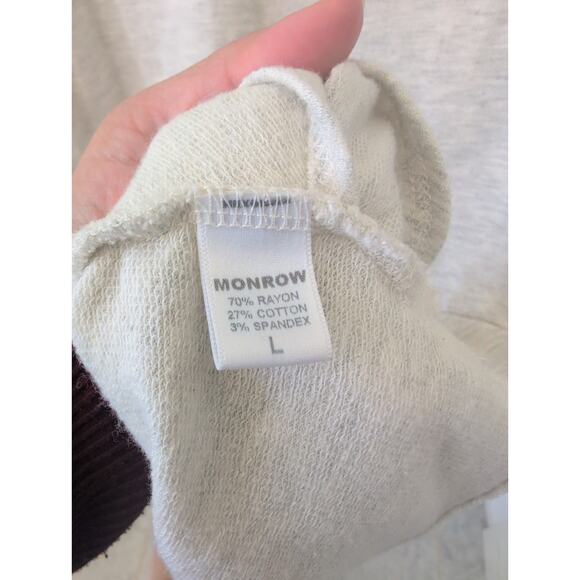 MONROW
70% RAYON
27% COTTON
3% SPANDEX
L